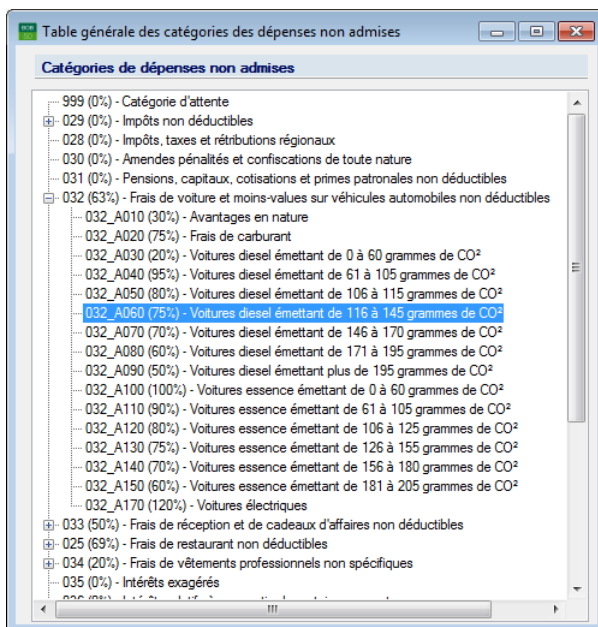 BOB
50
Table générale des catégories des dépenses non admises
Catégories de dépenses non admises
999 (0%) - Catégorie d'attente
029 (0%) - Impôts non déductibles
028 (0%) - Impôts, taxes et rétributions régionaux
030 (0%) - Amendes pénalités et confiscations de toute nature
031 (0%) - Pensions, capitaux, cotisations et primes patronales non déductibles
032 (63%) - Frais de voiture et moins-values sur véhicules automobiles non déductibles
032_A010 (30%) - Avantages en nature
032_A020 (75%) - Frais de carburant
032_A030 (20%) - Voitures diesel émettant de 0 à 60 grammes de CO²
032_A040 (95%) - Voitures diesel émettant de 61 à 105 grammes de CO²
032_A050 (80%) - Voitures diesel émettant de 106 à 115 grammes de CO²
032_A060 (75%) - Voitures diesel émettant de 116 à 145 grammes de CO²
032_A070 (70%) - Voitures diesel émettant de 146 à 170 grammes de CO²
032_A080 (60%) - Voitures diesel émettant de 171 à 195 grammes de CO²
032_A090 (50%) - Voitures diesel émettant plus de 195 grammes de CO²
032_A100 (100%) - Voitures essence émettant de 0 à 60 grammes de CO²
032_A110 (90%) - Voitures essence émettant de 61 à 105 grammes de CO²
032_A120 (80%) - Voitures essence émettant de 106 à 125 grammes de CO²
032_A130 (75%) - Voitures essence émettant de 126 à 155 grammes de CO²
032_A140 (70%) - Voitures essence émettant de 156 à 180 grammes de CO²
032_A150 (60%) - Voitures essence émettant de 181 à 205 grammes de CO²
032_A170 (120%) - Voitures électriques
033 (50%) - Frais de réception et de cadeaux d'affaires non déductibles
025 (69%) - Frais de restaurant non déductibles
034 (20%) - Frais de vêtements professionnels non spécifiques
035 (0%) - Intérêts exagérés